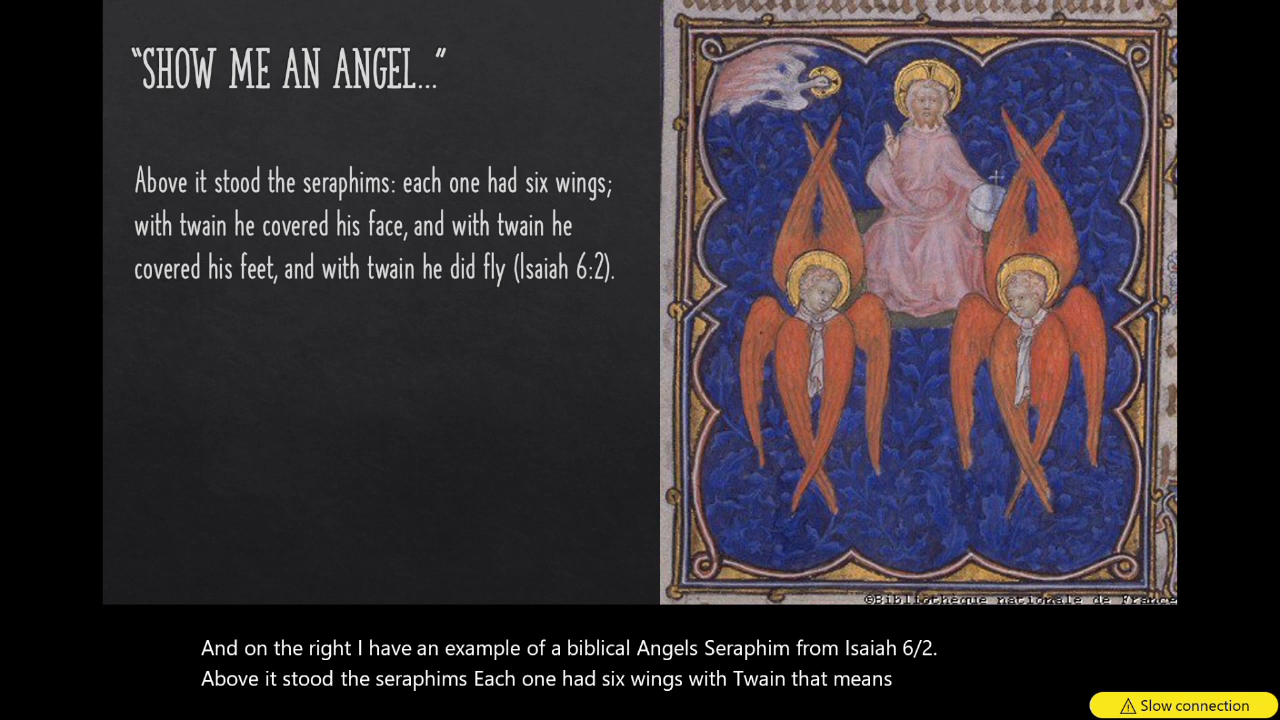 “SHOW ME AN ANGEL...”
Above it stood the seraphims: each one had six wings;
with twain he covered his face, and with twain he
covered his feet, and with twain he did fly (Isaiah 6:2).
©Bibliothèque nationale de France
And on the right I have an example of a biblical Angels Seraphim from Isaiah 6/2.
Above it stood the seraphims Each one had six wings with Twain that means
Slow connection